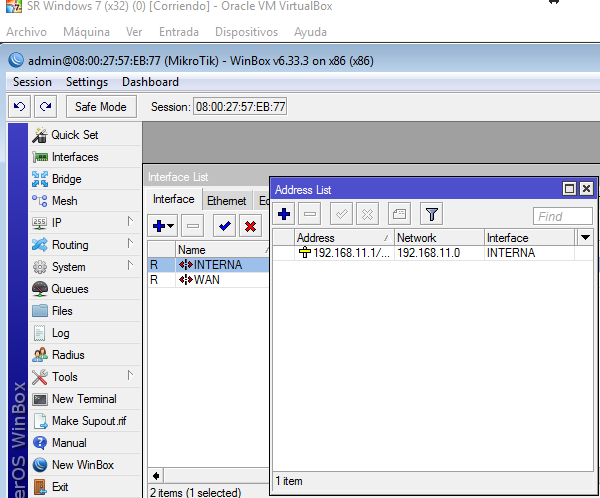 SR Windows 7 (x32) (0) [Corriendo] - Oracle VM VirtualBox
Archivo Máquina Ver Entrada Dispositivos Ayuda
admin@08:00:27:57:EB:77 (MikroTik) - WinBox v6.33.3 on x86 (x86)
Session Settings Dashboard
Safe Mode Session: 08:00:27:57:EB:77
Quick Set
Interfaces
Bridge
Mesh
IP
Routing
System
Queues
Files
Log
Radius
Tools
New Terminal
Make Supout.rif
Manual
New WinBox
Exit
erOS WinBox
Interface List
Interface Ethernet
Name
R INTERNA
R WAN
2 items (1 selected)
Address List
Find
Address Network Interface
192.168.11.1/... 192.168.11.0 INTERNA
1 item